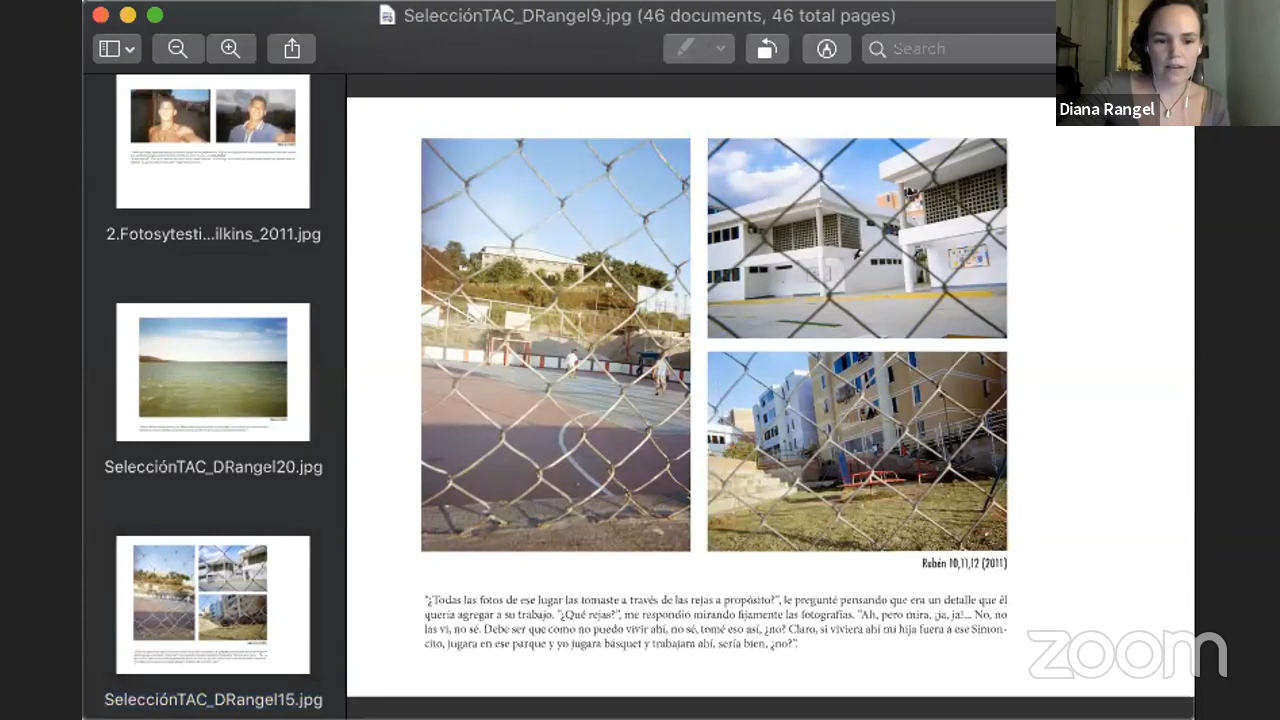 SelecciónTAC_DRangel9.jpg (46 documents, 46 total pages)
Search
Diana Rangel
2.Fotosytesti...ilkins_2011.jpg
SelecciónTAC_DRangel20.jpg
SelecciónTAC_DRangel15.jpg
Rubén 10,11,12 (2011)
"¿Todas las fotos de ese lugar las tomaste a través de las rejas a propósito?", le pregunté pensando que era un detalle que él
quería agregar a su trabajo. "¿Qué rejas?", me respondió mirando fijamente las fotografías. "Ah, pero mira, ¡ja, ja!... No, no
las vi, no sé. Debe ser que como no puedo vivir ahí, no sé, tomé eso así, ¿no? Claro, si viviera ahí mi hija fuera a ese Simon-
cito, jugara en ese parque y yo jugara básquet y trabajara ahí, sería bien, ¿no?".
zoom